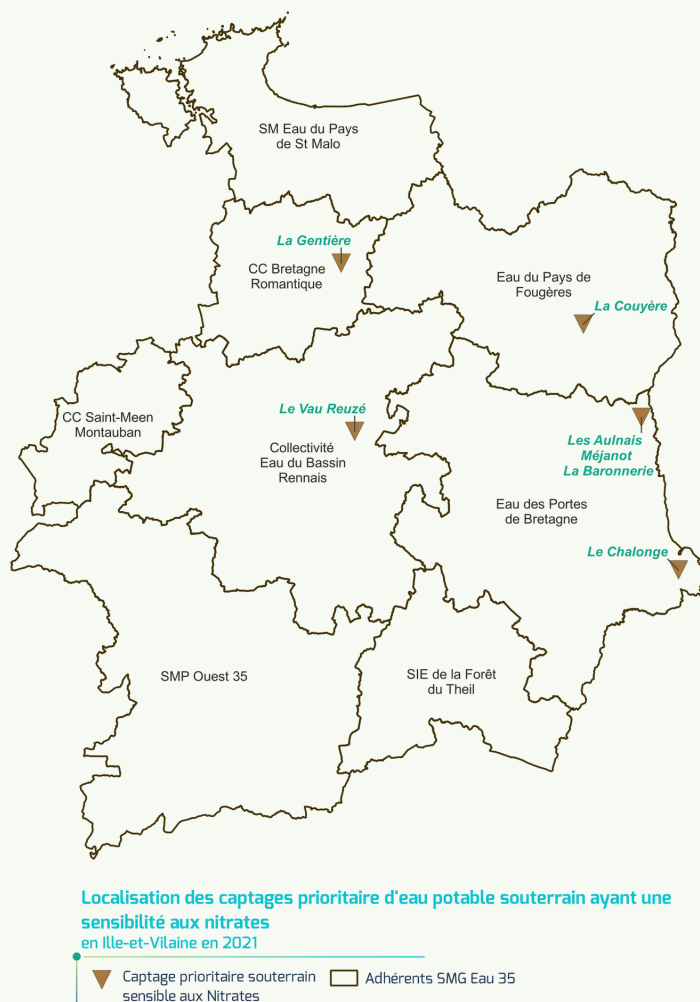 SM Eau du Pays
de St Malo
La Gentière
CC Bretagne
Romantique
Eau du Pays de
Fougères
La Couyère
CC Saint-Meen
Montauban
Le Vau Reuzé
Collectivité
Eau du Bassin
Rennais
Les Aulnais
Méjanot
La Baronnerie
Eau des Portes
de Bretagne
Le Chalonge
SMP Ouest 35
SIE de la Forêt
du Theil
Localisation des captages prioritaire d'eau potable souterrain ayant une
sensibilité aux nitrates
en Ille-et-Vilaine en 2021
Captage prioritaire souterrain
sensible aux Nitrates
Adhérents SMG Eau 35